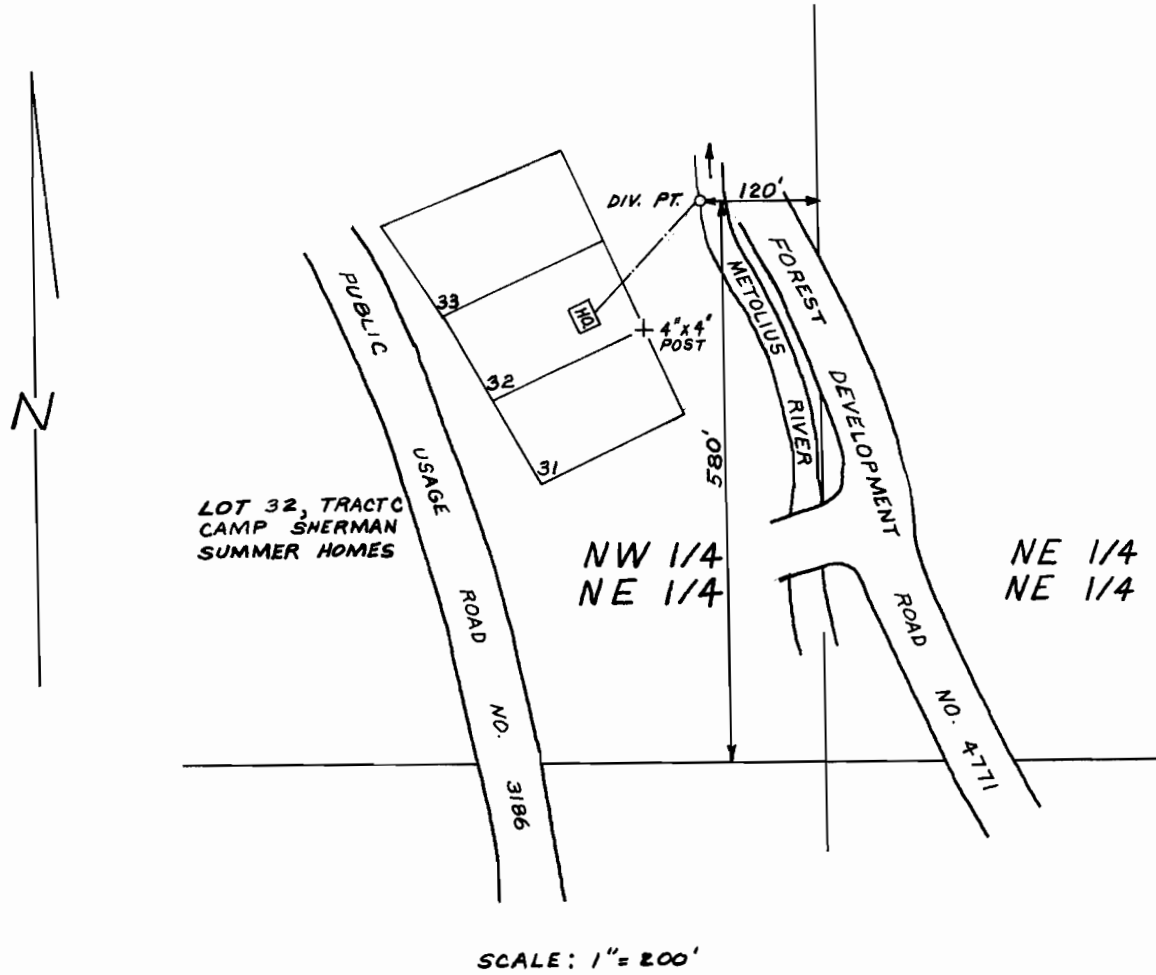 DIV. PT.
120'
PUBLIC USAGE ROAD NO. 3186
33
HQ
4" x 4"
POST
32
31
METOLIUS RIVER
FOREST DEVELOPMENT ROAD NO. 4771
580'
N
LOT 32, TRACT C
CAMP SHERMAN
SUMMER HOMES
NW 1/4
NE 1/4
NE 1/4
NE 1/4
SCALE: 1" = 200'